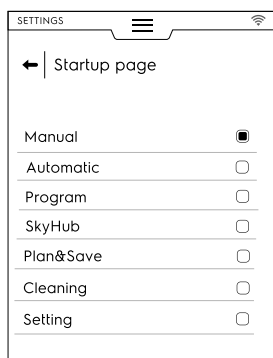 SETTINGS
Startup page
Manual
Automatic
Program
SkyHub
Plan&Save
Cleaning
Setting